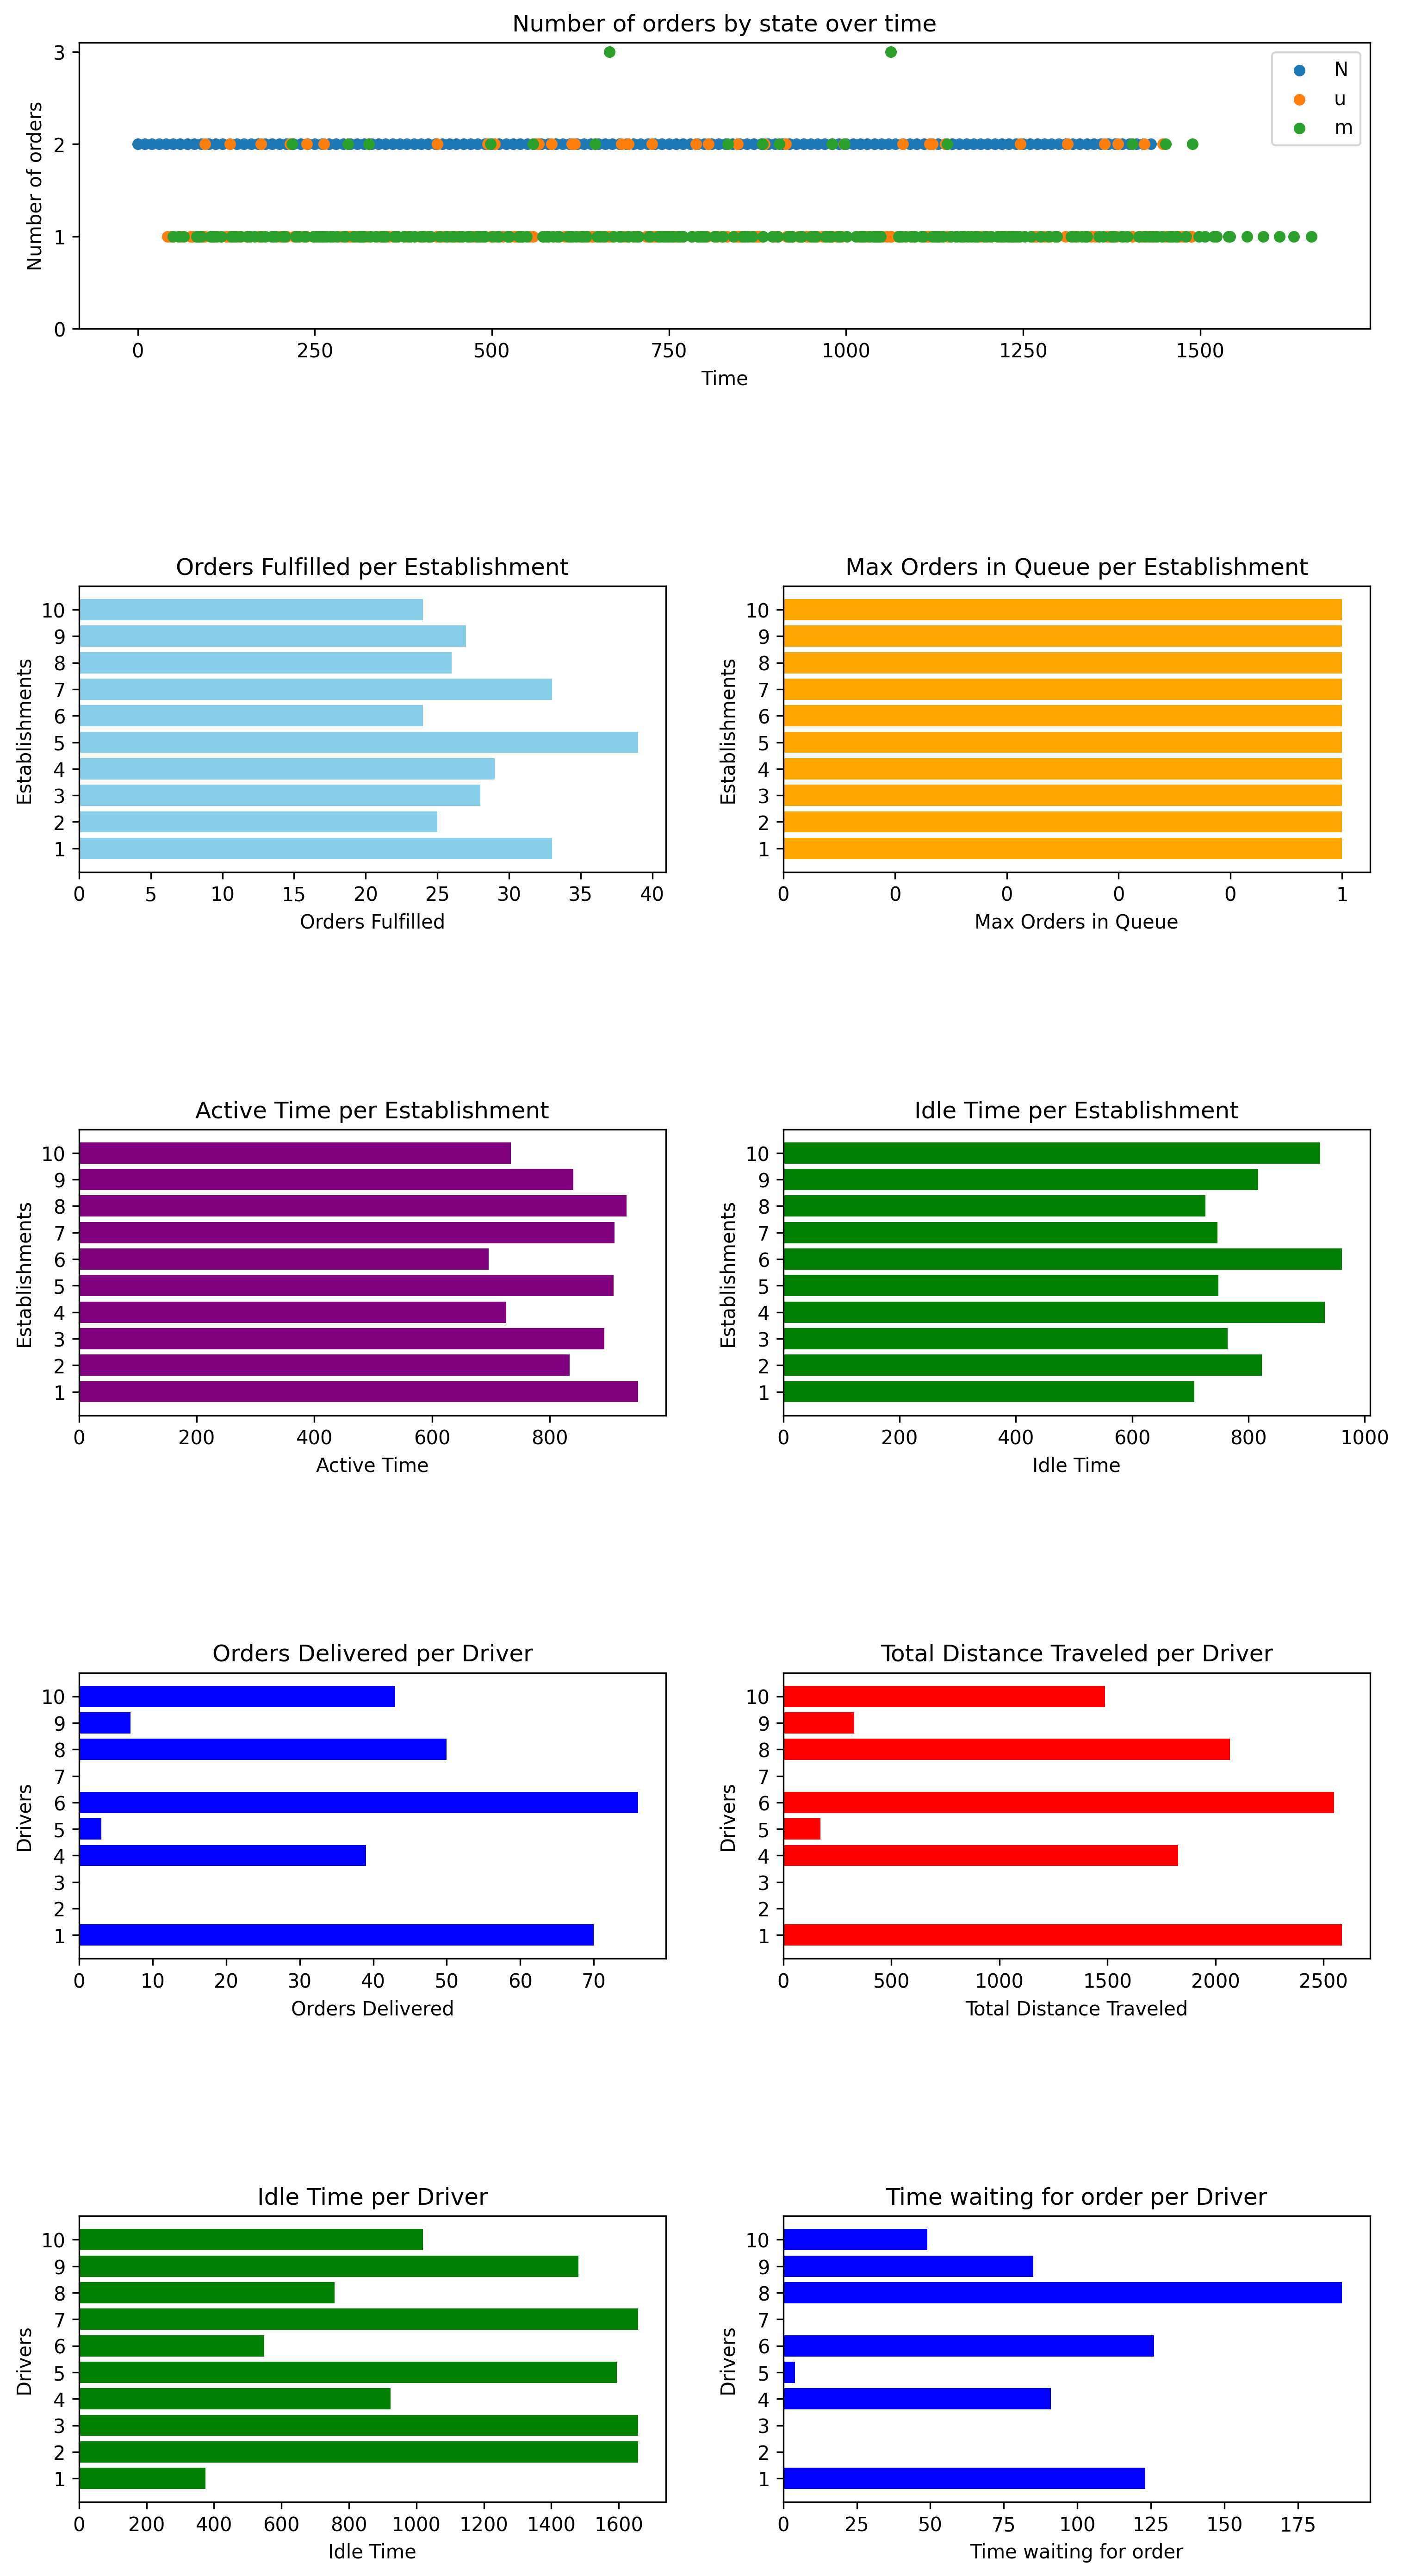 Number of orders by state over time
3
2
1
0
Number of orders
N
u
m
0 250 500 750 1000 1250 1500
Time
Orders Fulfilled per Establishment
10
9
8
7
6
5
4
3
2
1
Establishments
0 5 10 15 20 25 30 35 40
Orders Fulfilled
Max Orders in Queue per Establishment
10
9
8
7
6
5
4
3
2
1
Establishments
0 0 0 0 0 1
Max Orders in Queue
Active Time per Establishment
10
9
8
7
6
5
4
3
2
1
Establishments
0 200 400 600 800
Active Time
Idle Time per Establishment
10
9
8
7
6
5
4
3
2
1
Establishments
0 200 400 600 800 1000
Idle Time
Orders Delivered per Driver
10
9
8
7
6
5
4
3
2
1
Drivers
0 10 20 30 40 50 60 70
Orders Delivered
Total Distance Traveled per Driver
10
9
8
7
6
5
4
3
2
1
Drivers
0 500 1000 1500 2000 2500
Total Distance Traveled
Idle Time per Driver
10
9
8
7
6
5
4
3
2
1
Drivers
0 200 400 600 800 1000 1200 1400 1600
Idle Time
Time waiting for order per Driver
10
9
8
7
6
5
4
3
2
1
Drivers
0 25 50 75 100 125 150 175
Time waiting for order